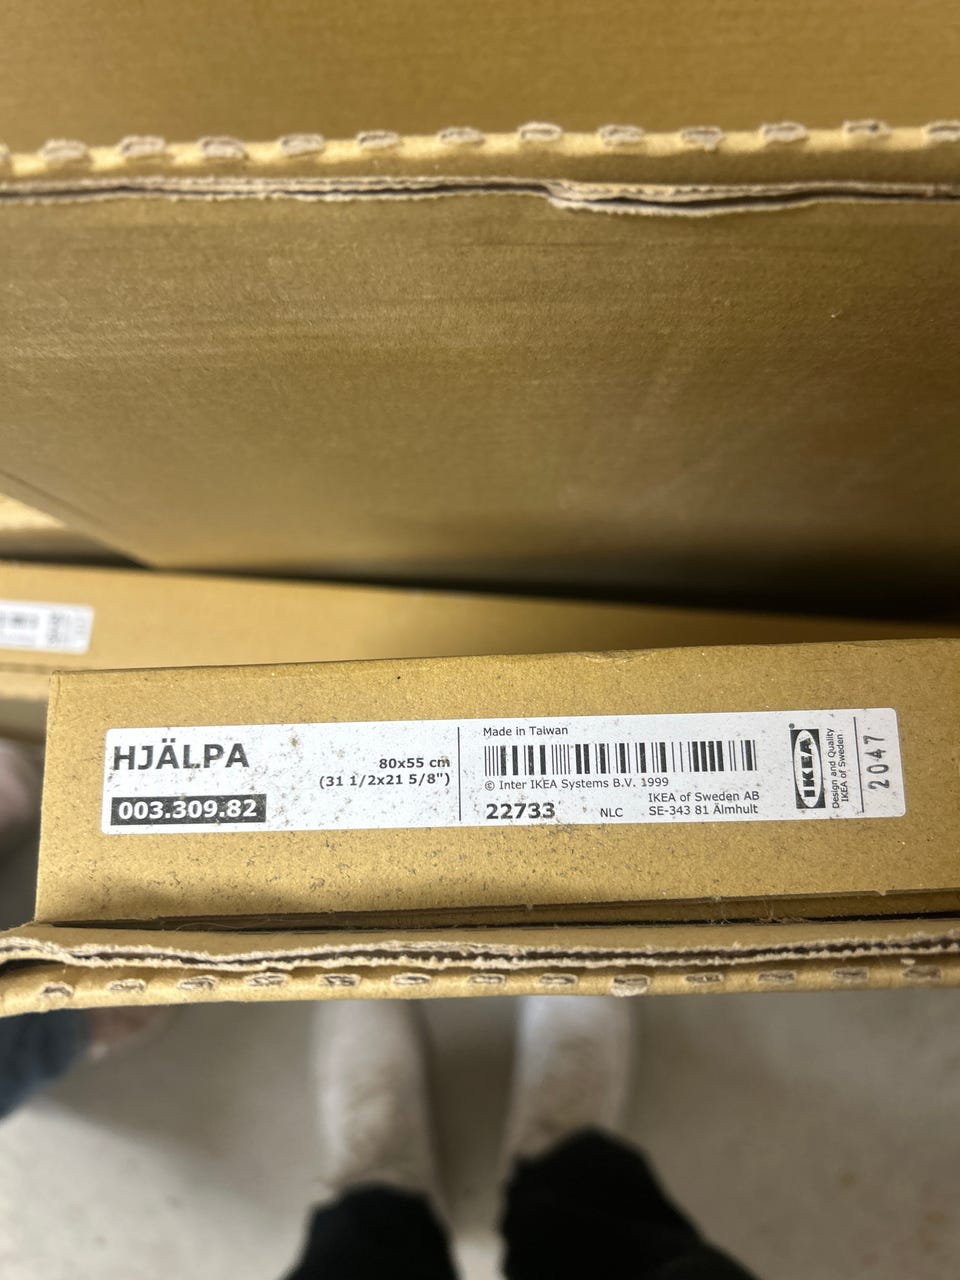 HJÄLPA
80x55 cm
(31 1/2x21 5/8")
003.309.82
Made in Taiwan
© Inter IKEA Systems B.V. 1999
22733
NLC
IKEA of Sweden AB
SE-343 81 Älmhult
IKEA
®
Design and Quality
IKEA of Sweden
2047